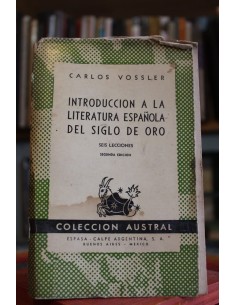 CARLOS VOSSLER
INTRODUCCION A LA
LITERATURA ESPAÑOLA
DEL SIGLO DE ORO
SEIS LECCIONES
SEGUNDA EDICION
COLECCION AUSTRAL
ESPASA - CALPE ARGENTINA, S. A.
BUENOS AIRES - MEXICO